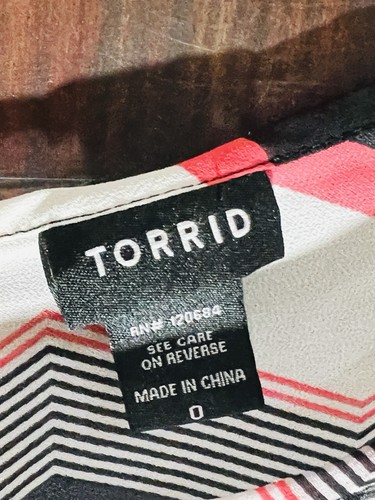 TORRID
RN# 120684
SEE CARE
ON REVERSE
MADE IN CHINA
0